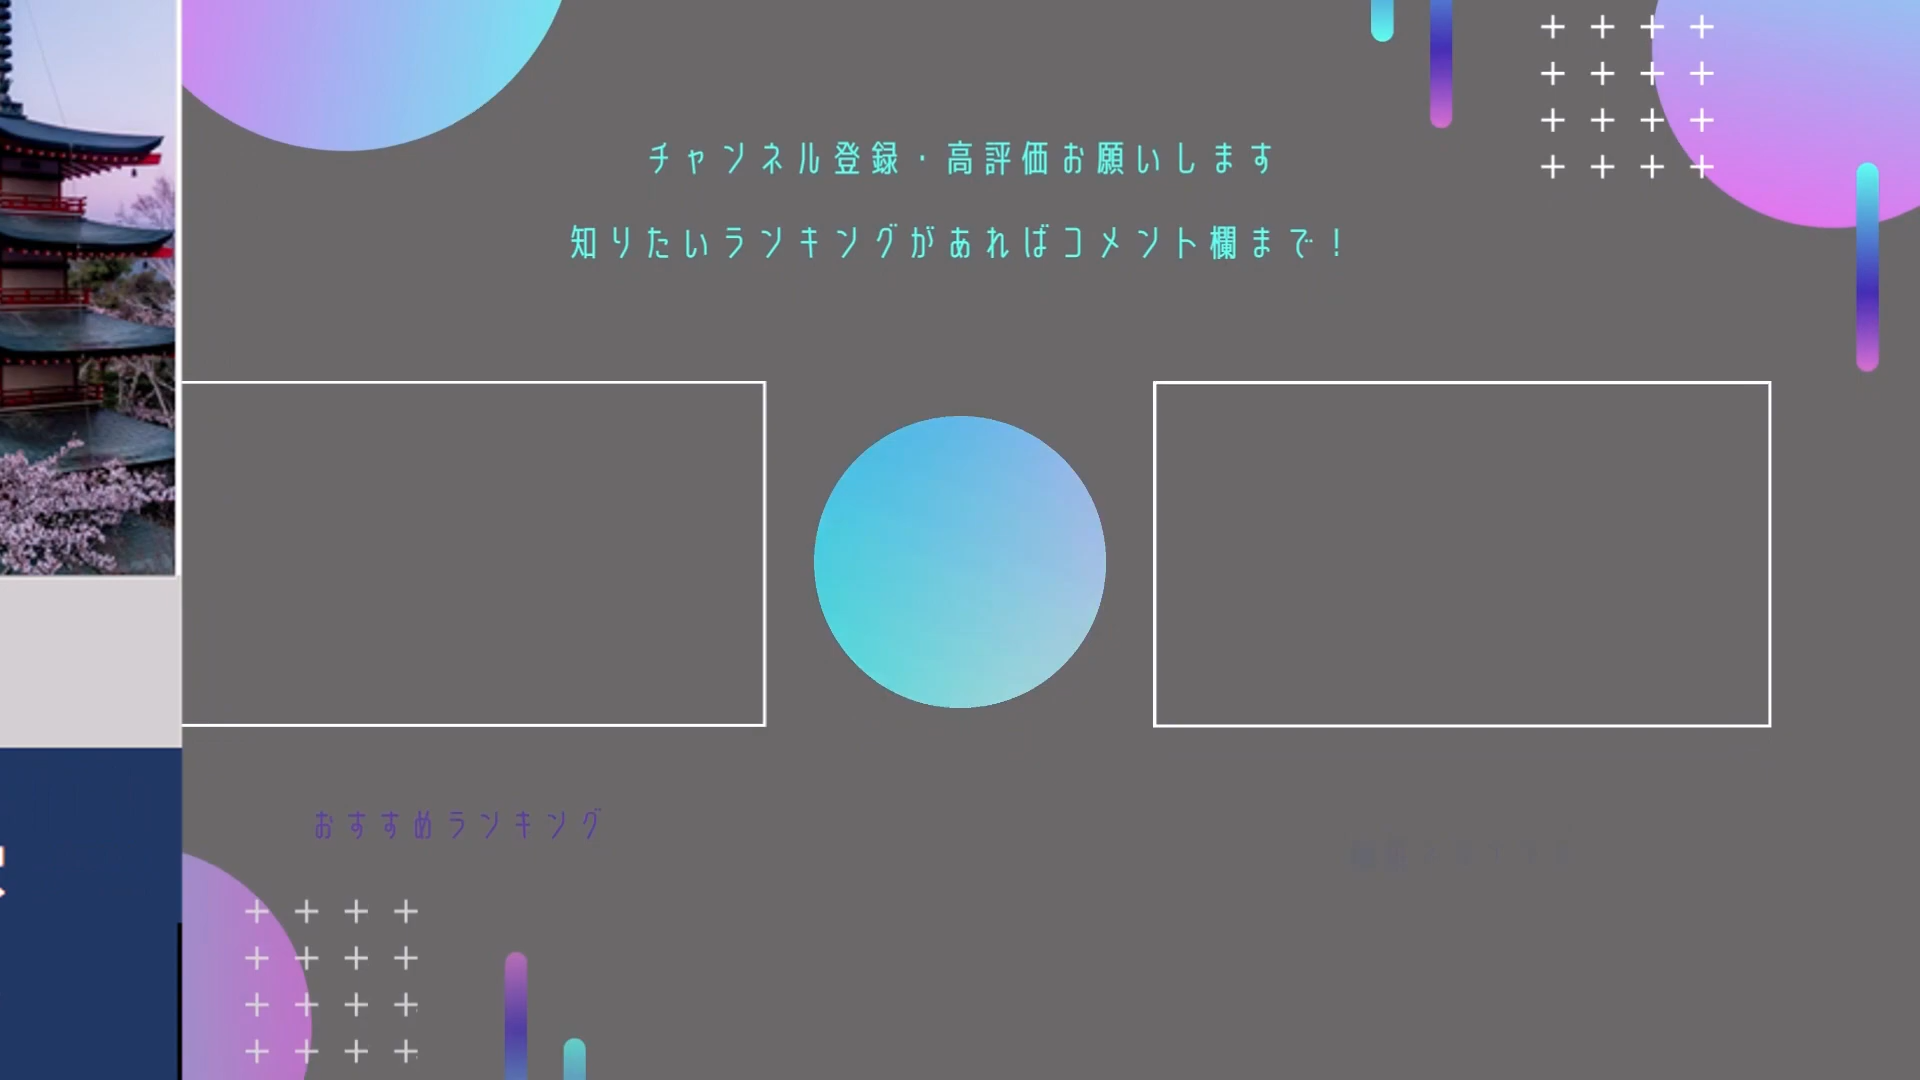 チャンネル登録・高評価お願いします
知りたいランキングがあればコメント欄まで！
おすすめランキング